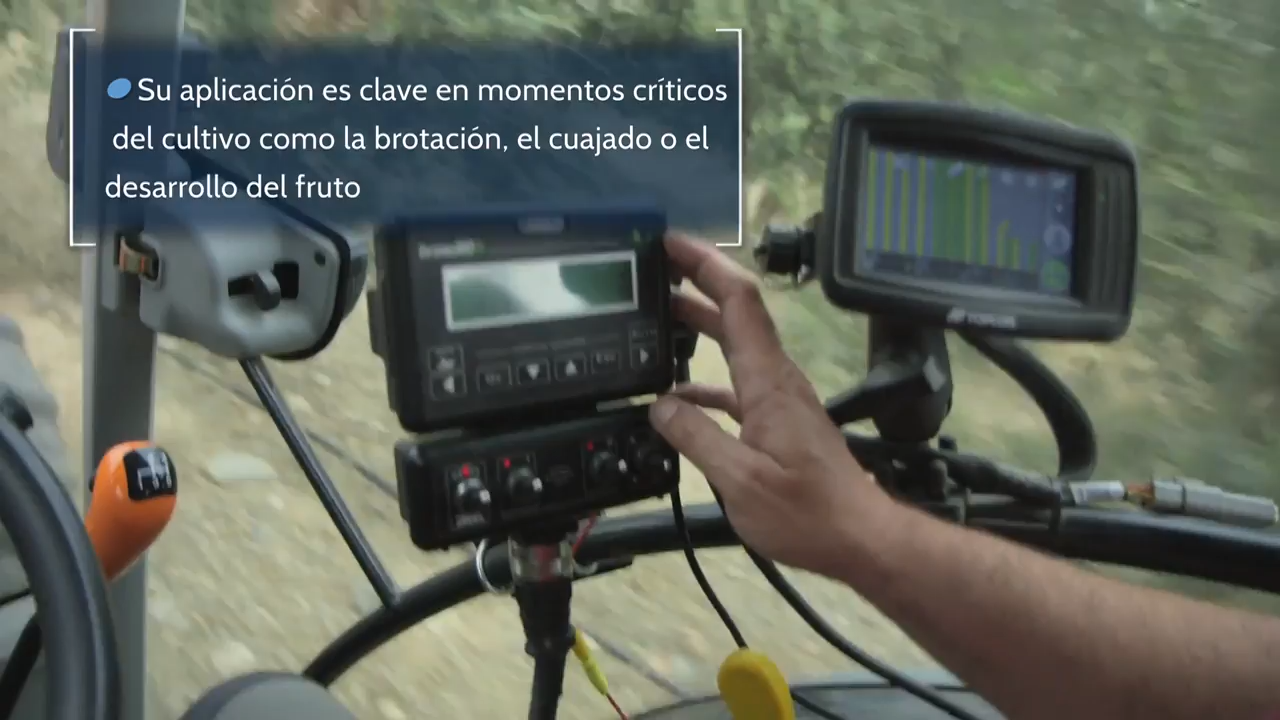 Su aplicación es clave en momentos críticos
del cultivo como la brotación, el cuajado o el
desarrollo del fruto